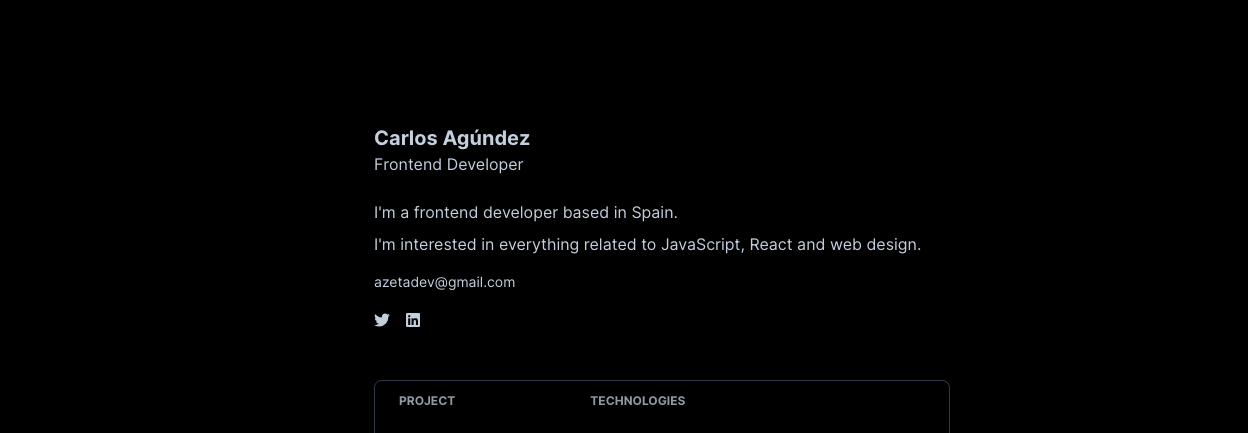 Carlos Agúndez
Frontend Developer
I'm a frontend developer based in Spain.
I'm interested in everything related to JavaScript, React and web design.
azetadev@gmail.com
PROJECT TECHNOLOGIES